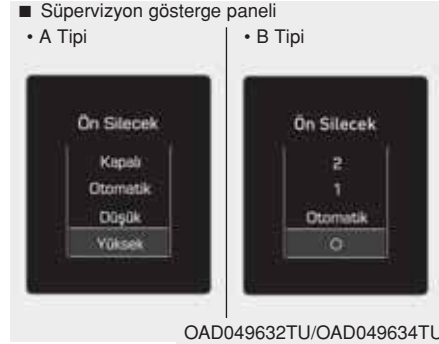 ■ Süpervizyon gösterge paneli
• A Tipi
• B Tipi
Ön Silecek
Kapalı
Otomatik
Düşük
Yüksek
Ön Silecek
2
1
Otomatik
O
OAD049632TU/OAD049634TU